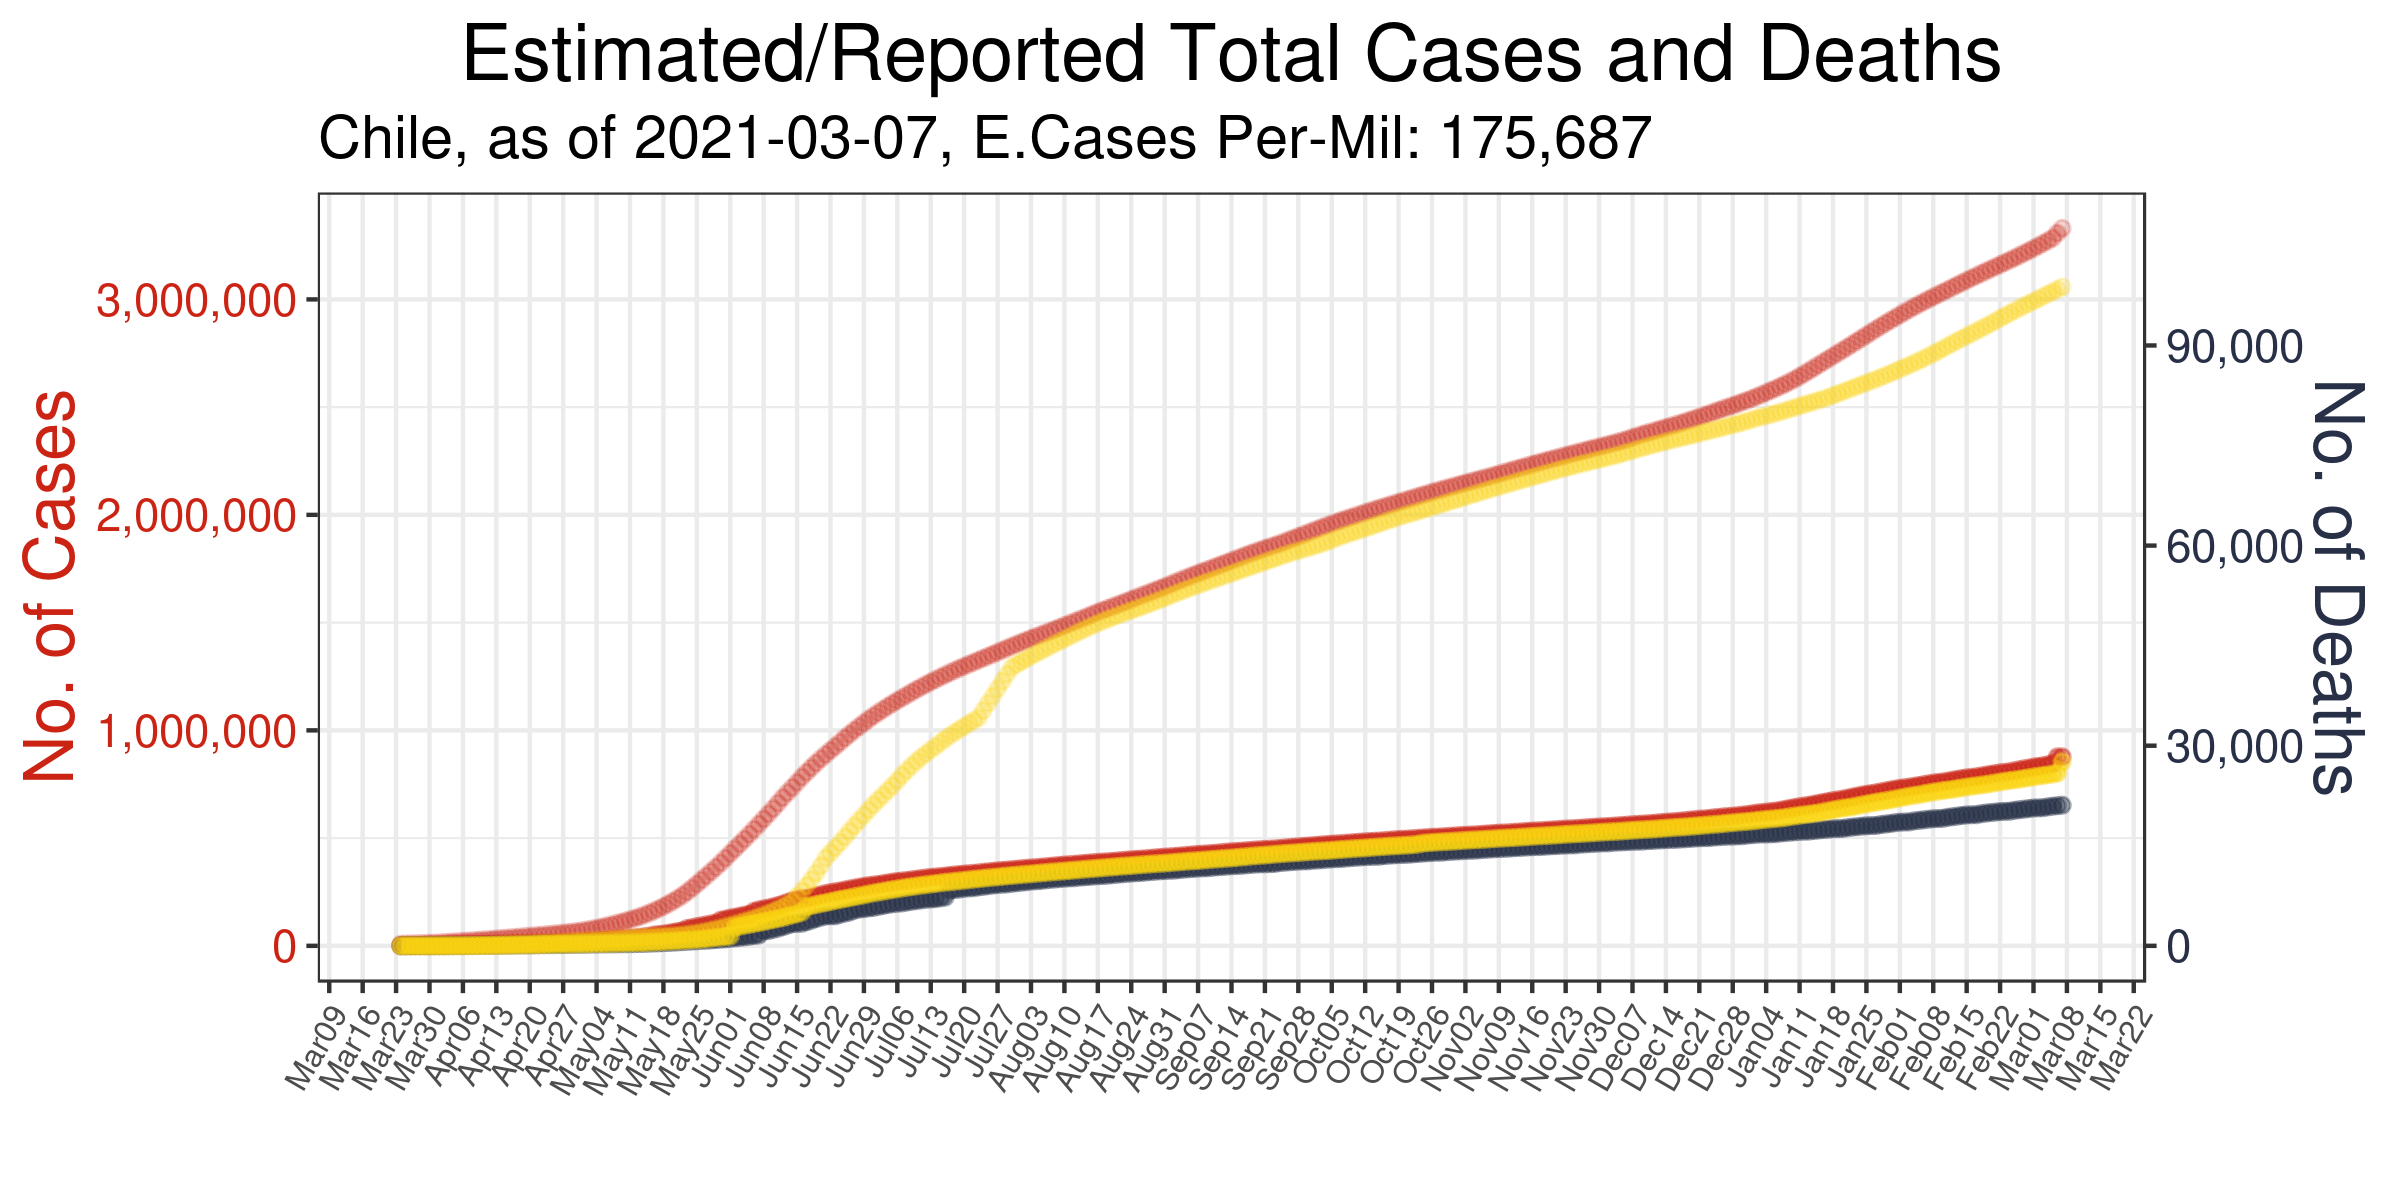 Estimated/Reported Total Cases and Deaths
Chile, as of 2021-03-07, E.Cases Per-Mil: 175,687
No. of Cases
3,000,000
2,000,000
1,000,000
0
90,000
60,000
30,000
0
No. of Deaths
Mar09
Mar16
Mar23
Mar30
Apr06
Apr13
Apr20
Apr27
May04
May11
May18
May25
Jun01
Jun08
Jun15
Jun22
Jun29
Jul06
Jul13
Jul20
Jul27
Aug03
Aug10
Aug17
Aug24
Aug31
Sep07
Sep14
Sep21
Sep28
Oct05
Oct12
Oct19
Oct26
Nov02
Nov09
Nov16
Nov23
Nov30
Dec07
Dec14
Dec21
Dec28
Jan04
Jan11
Jan18
Jan25
Feb01
Feb08
Feb15
Feb22
Mar01
Mar08
Mar15
Mar22